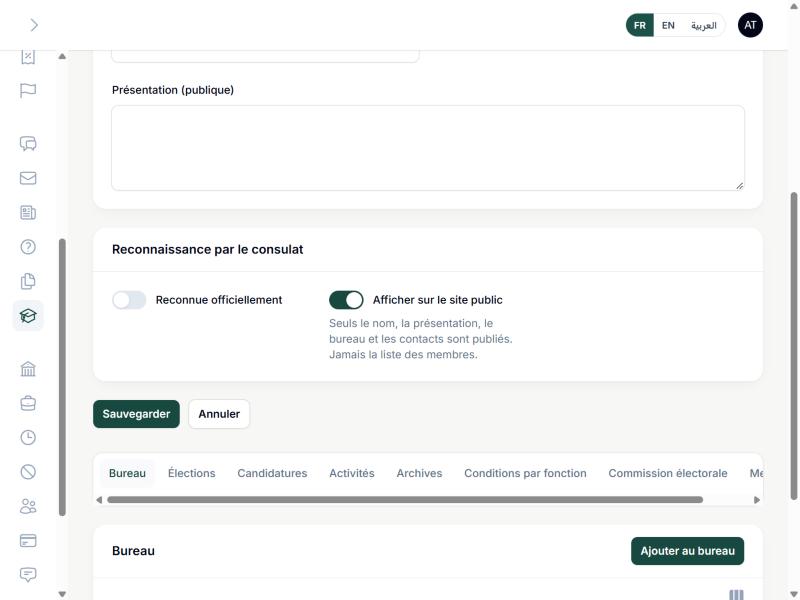 FR EN العربية AT
Présentation (publique)
Reconnaissance par le consulat
Reconnue officiellement
Afficher sur le site public
Seuls le nom, la présentation, le
bureau et les contacts sont publiés.
Jamais la liste des membres.
Sauvegarder Annuler
Bureau Élections Candidatures Activités Archives Conditions par fonction Commission électorale
Bureau Ajouter au bureau